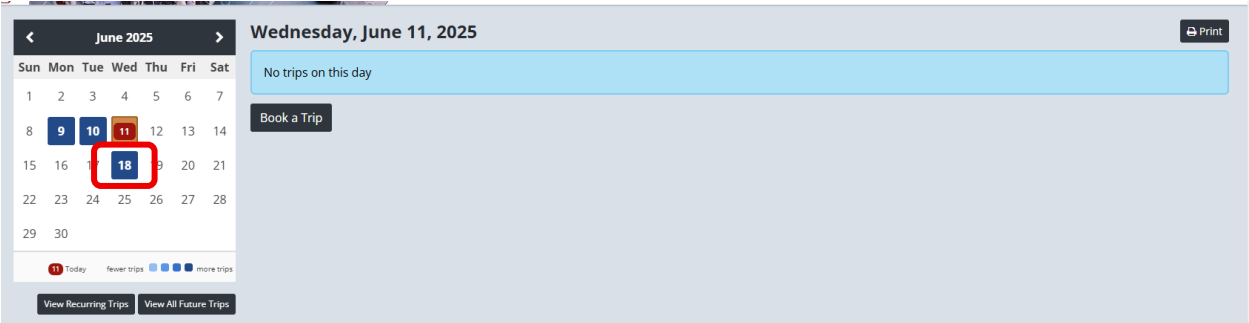 June 2025
Sun Mon Tue Wed Thu Fri Sat
1 2 3 4 5 6 7
8 9 10 11 12 13 14
15 16 17 18 19 20 21
22 23 24 25 26 27 28
29 30
11 Today fewer trips more trips
View Recurring Trips View All Future Trips
Wednesday, June 11, 2025
Print
No trips on this day
Book a Trip